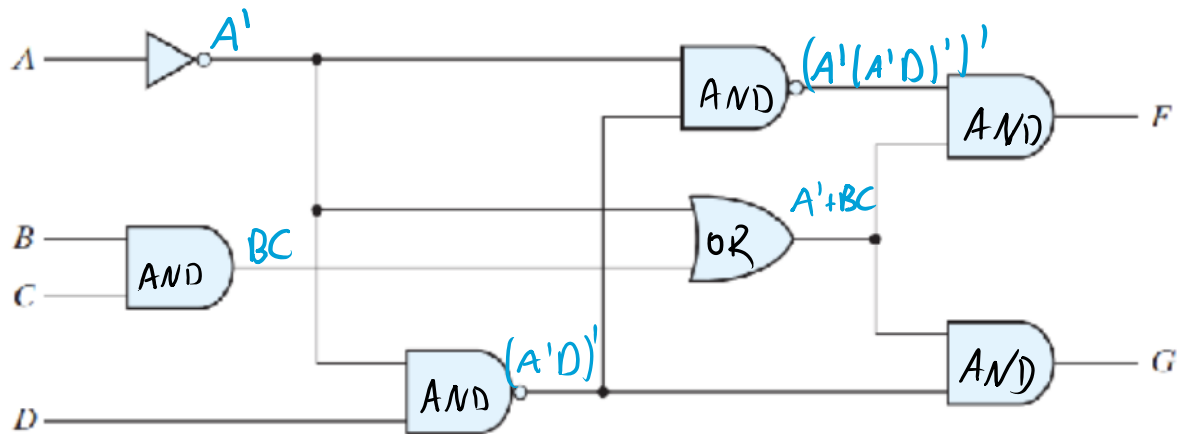 A
A'
AND
(A'(A'D)')'
AND
F
B
C
AND
BC
OR
A'+BC
D
AND
(A'D)'
AND
G